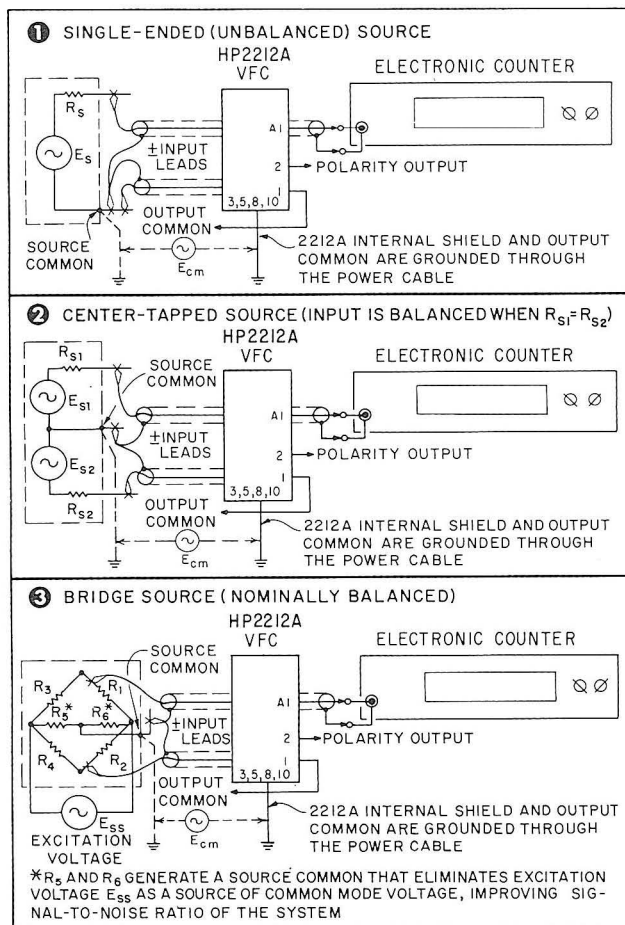 1 SINGLE-ENDED (UNBALANCED) SOURCE
HP2212A
VFC
ELECTRONIC COUNTER
RS
ES
±INPUT
LEADS
A1
2
POLARITY OUTPUT
1
3,5,8,10
OUTPUT
COMMON
SOURCE
COMMON
Ecm
2212A INTERNAL SHIELD AND OUTPUT
COMMON ARE GROUNDED THROUGH
THE POWER CABLE
2 CENTER-TAPPED SOURCE (INPUT IS BALANCED WHEN RS1=RS2)
HP2212A
VFC
ELECTRONIC COUNTER
RS1
SOURCE
COMMON
ES1
±INPUT
LEADS
A1
ES2
2
POLARITY OUTPUT
1
3,5,8,10
RS2
OUTPUT
COMMON
Ecm
2212A INTERNAL SHIELD AND OUTPUT
COMMON ARE GROUNDED THROUGH
THE POWER CABLE
3 BRIDGE SOURCE (NOMINALLY BALANCED)
HP2212A
VFC
SOURCE
COMMON
ELECTRONIC COUNTER
R3
R1
R5*
R6*
R4
R2
±INPUT
LEADS
A1
2
POLARITY OUTPUT
1
3,5,8,10
OUTPUT
COMMON
ESS
EXCITATION
VOLTAGE
Ecm
2212A INTERNAL SHIELD AND OUTPUT
COMMON ARE GROUNDED THROUGH
THE POWER CABLE
*R5 AND R6 GENERATE A SOURCE COMMON THAT ELIMINATES EXCITATION
VOLTAGE ESS AS A SOURCE OF COMMON MODE VOLTAGE, IMPROVING SIG-
NAL-TO-NOISE RATIO OF THE SYSTEM